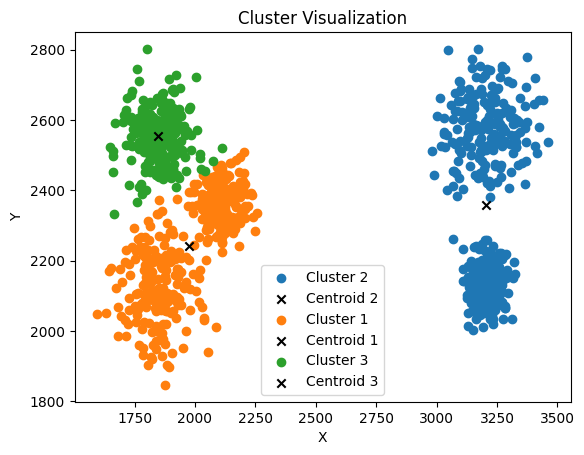 Cluster Visualization
2800
2600
2400
2200
2000
1800
Y
Cluster 2
Centroid 2
Cluster 1
Centroid 1
Cluster 3
Centroid 3
1750 2000 2250 2500 2750 3000 3250 3500
X